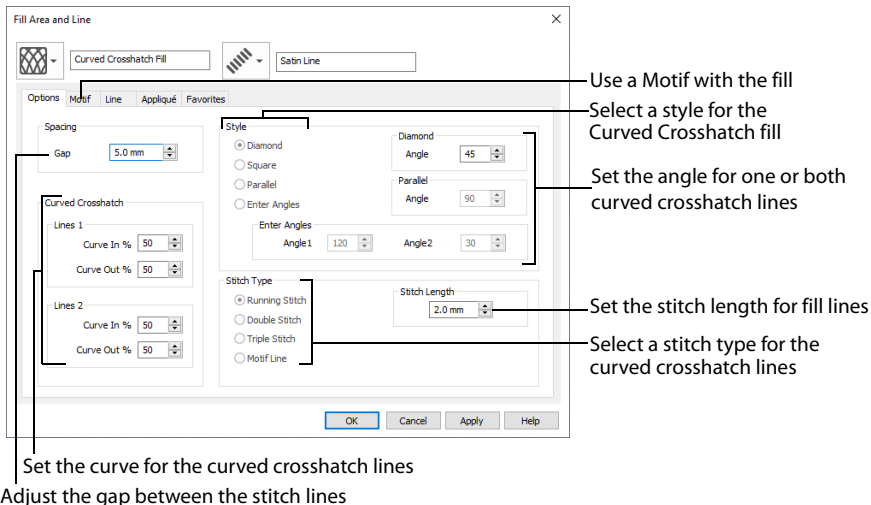 Fill Area and Line
Curved Crosshatch Fill
Satin Line
Options Motif Line Appliqué Favorites
Use a Motif with the fill
Select a style for the
Curved Crosshatch fill
Spacing
Gap 5.0 mm
Style
Diamond
Square
Parallel
Enter Angles
Diamond
Angle 45
Parallel
Angle 90
Enter Angles
Angle1 120 Angle2 30
Set the angle for one or both
curved crosshatch lines
Curved Crosshatch
Lines 1
Curve In % 50
Curve Out % 50
Lines 2
Curve In % 50
Curve Out % 50
Stitch Type
Running Stitch
Double Stitch
Triple Stitch
Motif Line
Stitch Length
2.0 mm
Set the stitch length for fill lines
Select a stitch type for the
curved crosshatch lines
OK Cancel Apply Help
Set the curve for the curved crosshatch lines
Adjust the gap between the stitch lines